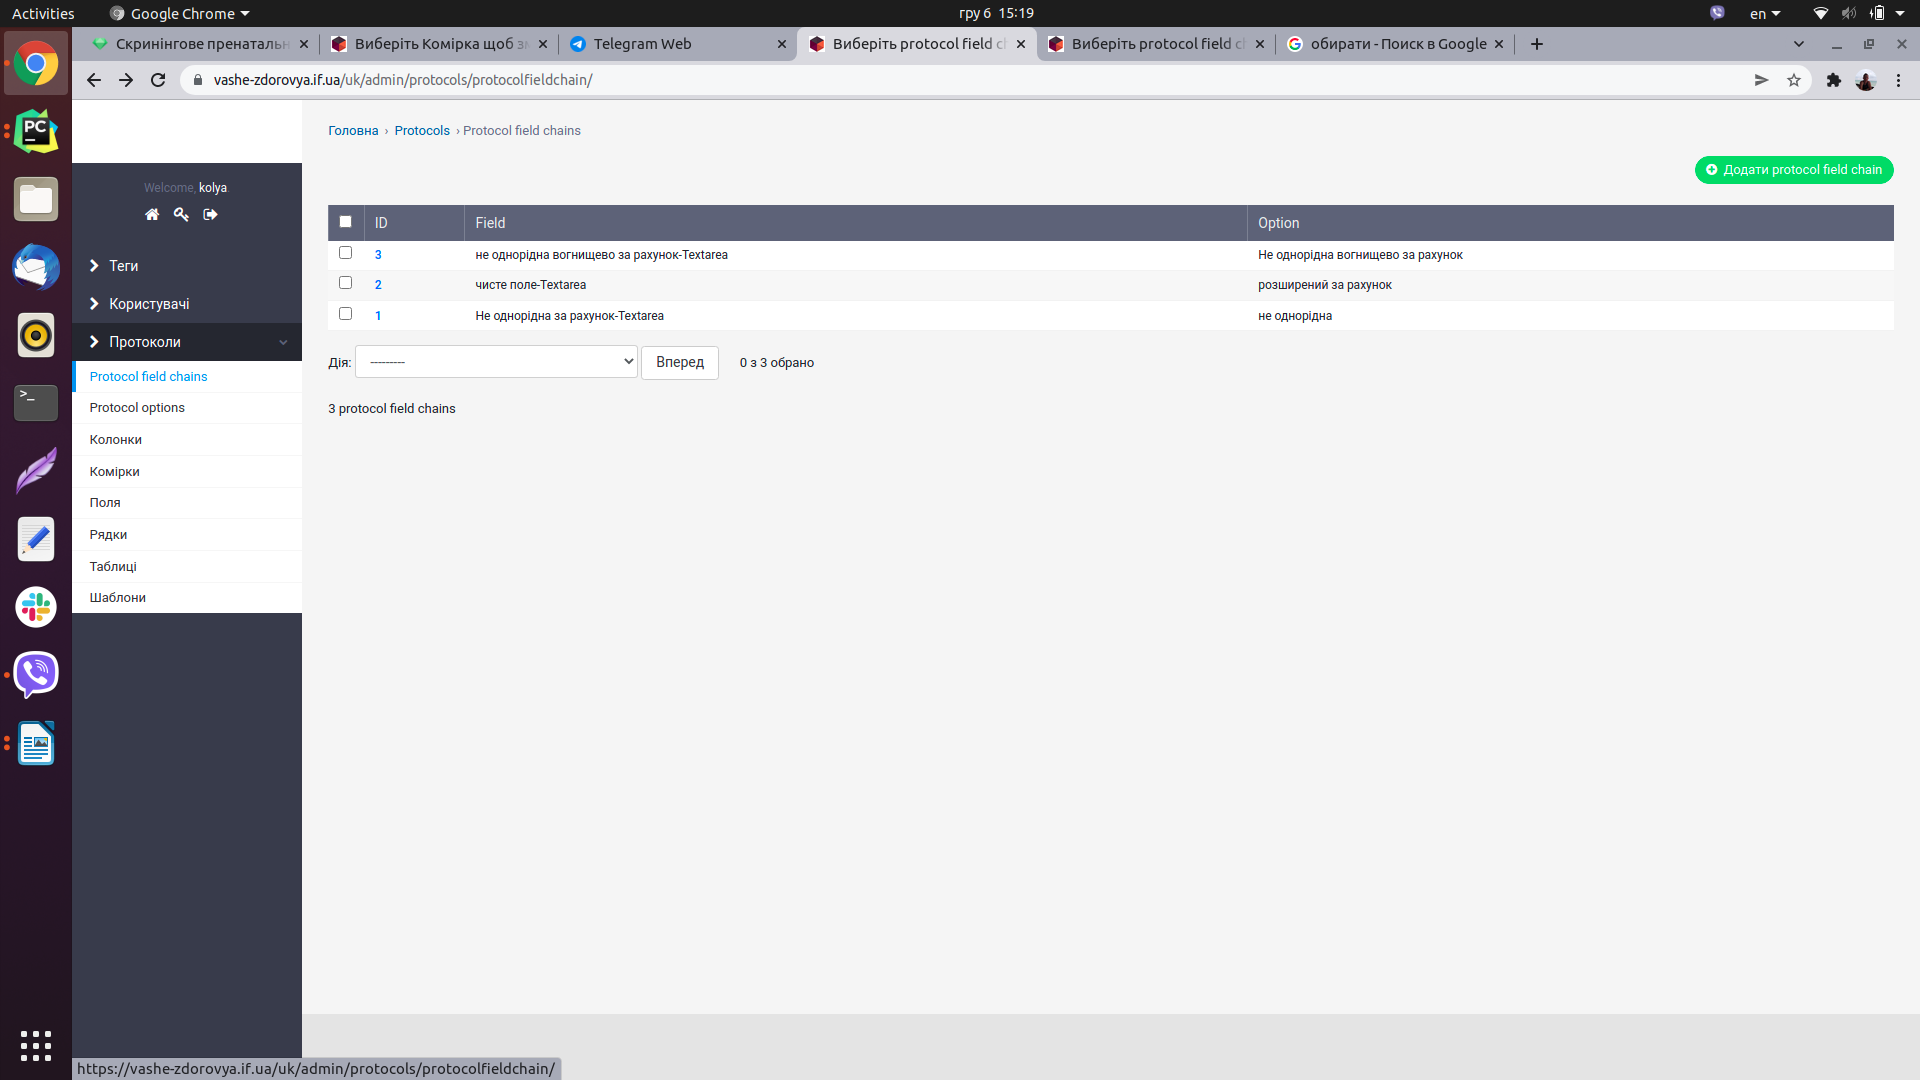 Activities
Google Chrome
гру 6 15:19
en
Скринінгове пренаталь
Виберіть Комірка щоб
Telegram Web
Виберіть protocol field
Виберіть protocol field
обирати - Поиск в Google
vashe-zdorovya.if.ua/uk/admin/protocols/protocolfieldchain/
Головна › Protocols › Protocol field chains
Додати protocol field chain
Welcome, kolya.
Теги
Користувачі
Протоколи
Protocol field chains
Protocol options
Колонки
Комірки
Поля
Рядки
Таблиці
Шаблони
ID Field Option
3 не однорідна вогнищево за рахунок-Textarea Не однорідна вогнищево за рахунок
2 чисте поле-Textarea розширений за рахунок
1 Не однорідна за рахунок-Textarea не однорідна
Дія: --------- Вперед 0 з 3 обрано
3 protocol field chains
PC
>_
https://vashe-zdorovya.if.ua/uk/admin/protocols/protocolfieldchain/